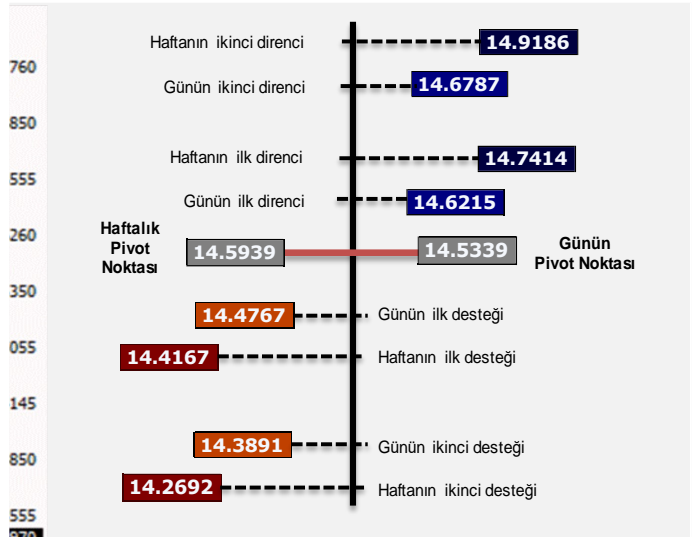 Haftanın ikinci direnci 14.9186
760
Günün ikinci direnci 14.6787
850
Haftanın ilk direnci 14.7414
555
Günün ilk direnci 14.6215
260
Haftalık
Pivot
Noktası
14.5939 14.5339
Günün
Pivot Noktası
350
14.4767 Günün ilk desteği
055
14.4167 Haftanın ilk desteği
145
14.3891 Günün ikinci desteği
850
14.2692 Haftanın ikinci desteği
555